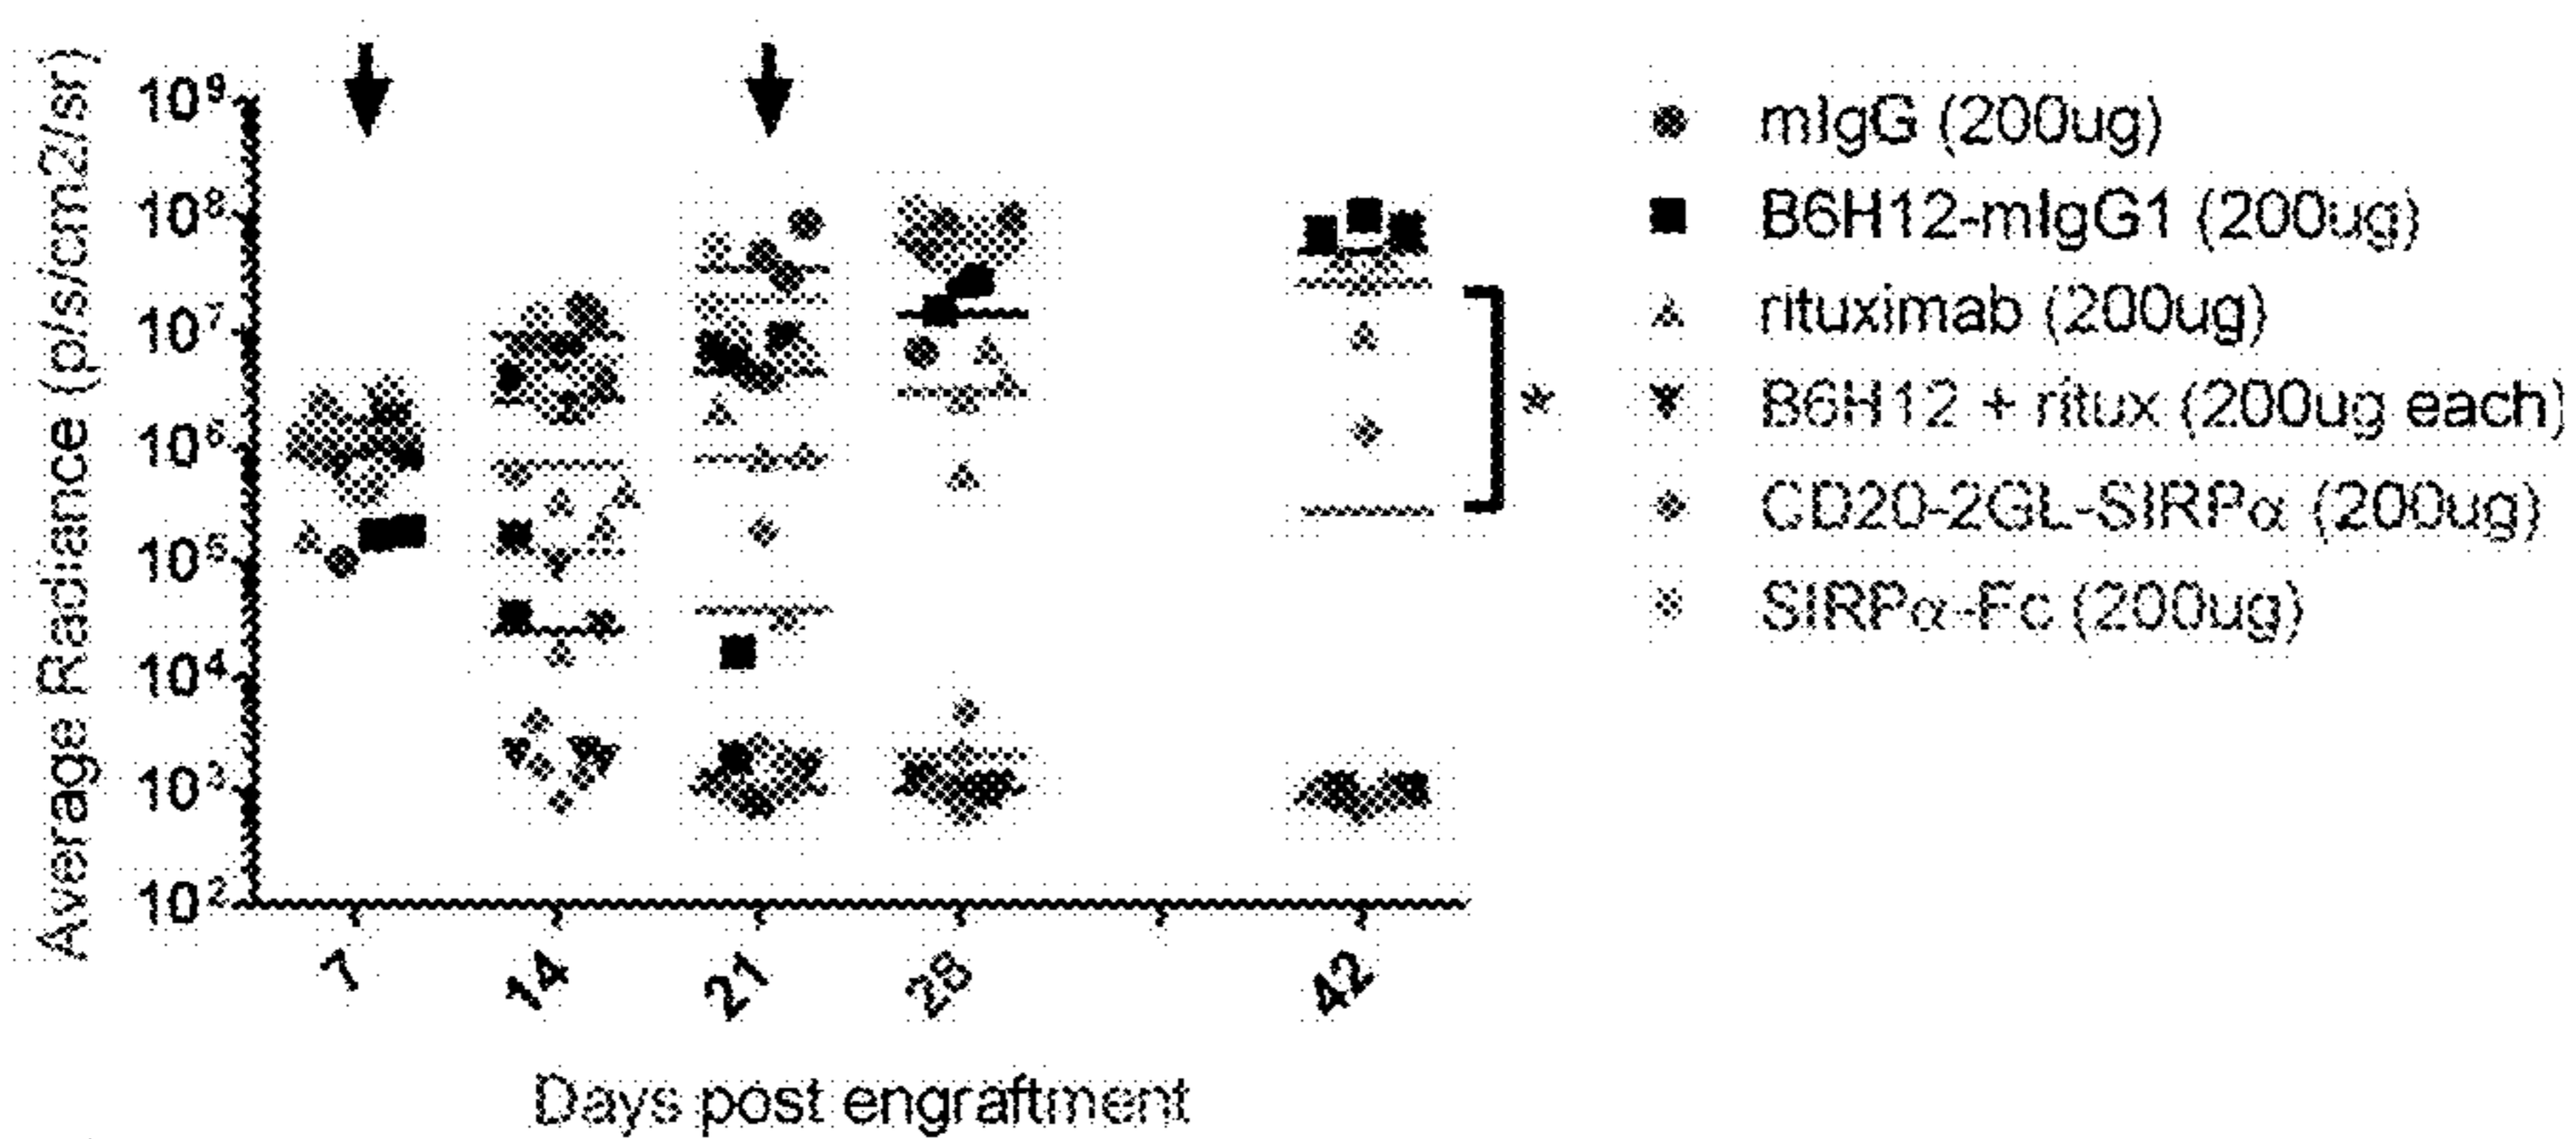 Average Radiance (p/s/cm2/sr)
10⁹
10⁸
10⁷
10⁶
10⁵
10⁴
10³
10²
7
14
21
28
42
Days post engraftment
mIgG (200ug)
B6H12-mIgG1 (200ug)
rituximab (200ug)
B6H12 + ritux (200ug each)
CD20-2GL-SIRPα (200ug)
SIRPα-Fc (200ug)
*